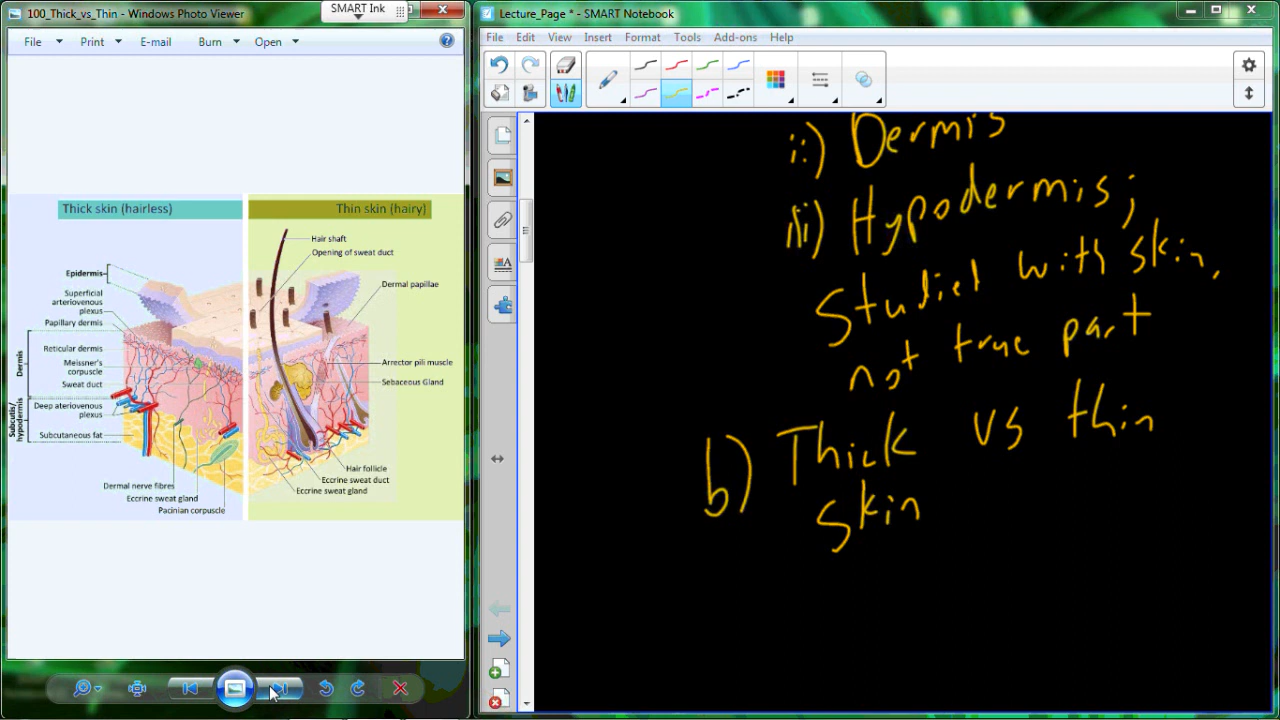 100_Thick_vs_Thin - Windows Photo Viewer
SMART Ink
File Print E-mail Burn Open
Thick skin (hairless)
Thin skin (hairy)
Hair shaft
Opening of sweat duct
Epidermis
Dermal papillae
Superficial
arteriovenous
plexus
Papillary dermis
Dermis
Reticular dermis
Meissner's
corpuscle
Sweat duct
Arrector pili muscle
Sebaceous Gland
Subcutis/
hypodermis
Deep ateriovenous
plexus
Subcutaneous fat
Hair follicle
Eccrine sweat duct
Eccrine sweat gland
Dermal nerve fibres
Eccrine sweat gland
Pacinian corpuscle
Lecture_Page * - SMART Notebook
File Edit View Insert Format Tools Add-ons Help
ii) Dermis
iii) Hypodermis;
Studied with skin,
not true part
b) Thick vs thin
skin